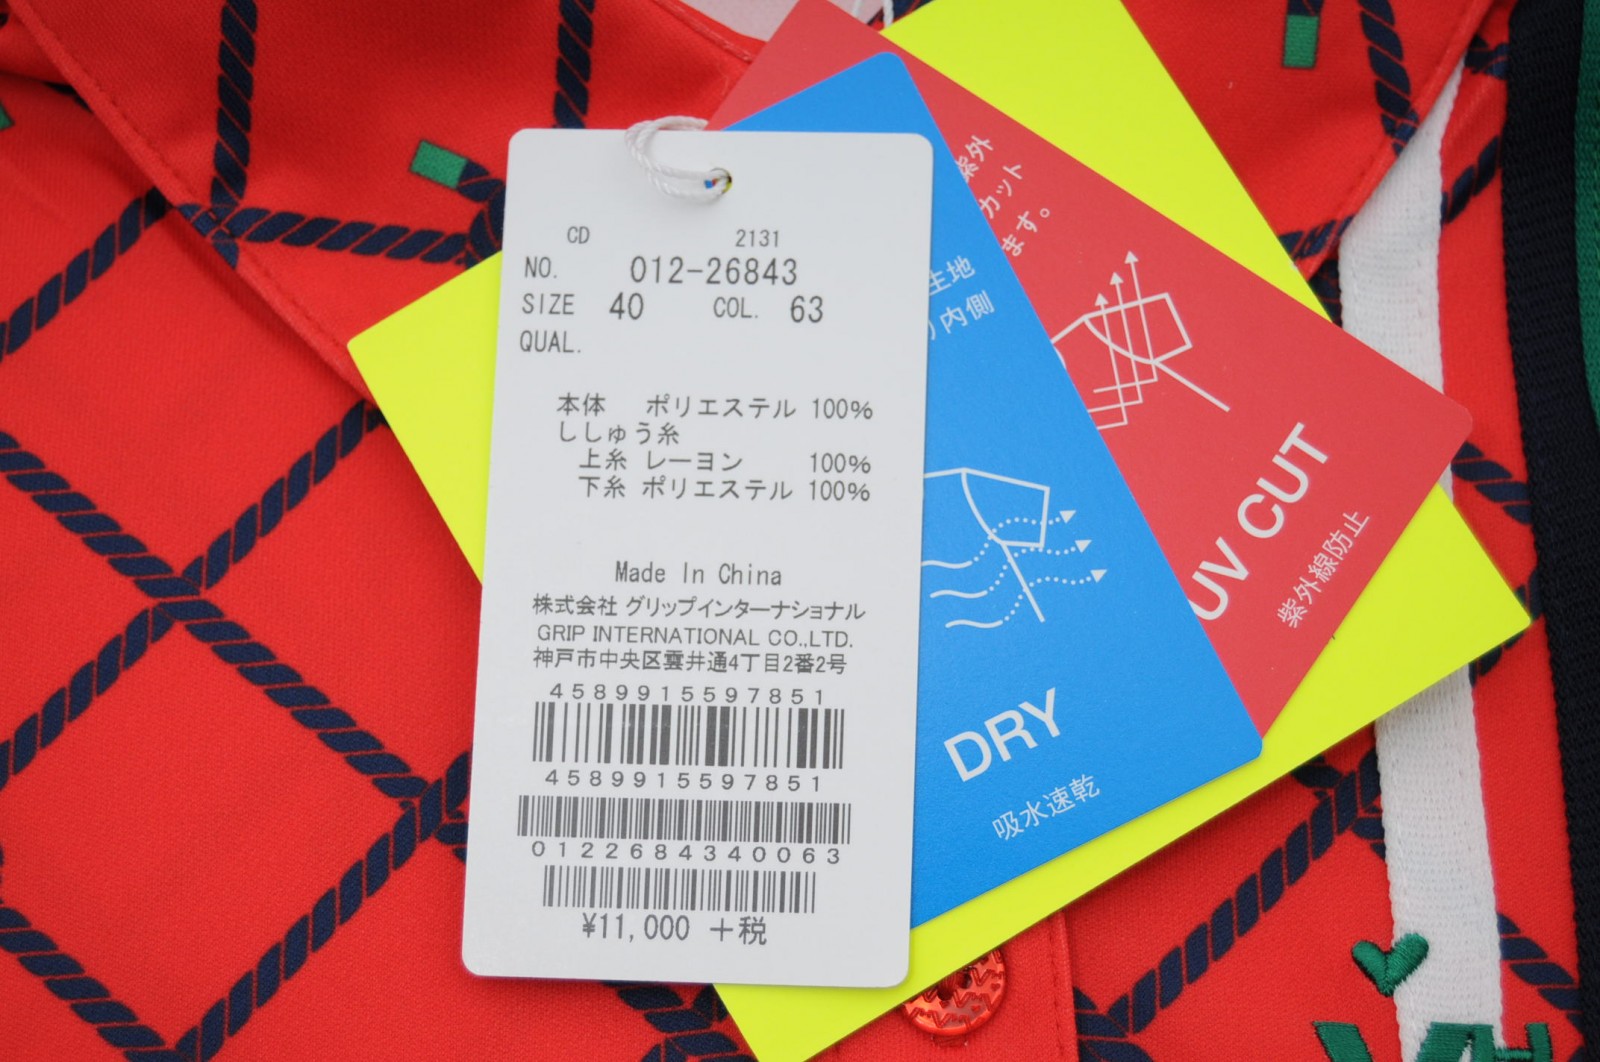 CD 2131
NO. 012-26843
SIZE 40 COL. 63
QUAL.
本体 ポリエステル 100%
ししゅう糸
上糸 レーヨン 100%
下糸 ポリエステル 100%
Made In China
株式会社 グリップインターナショナル
GRIP INTERNATIONAL CO.,LTD.
神戸市中央区雲井通4丁目2番2号
4589915597851
4589915597851
0122684340063
¥11,000 +税
生地
り内側
DRY
吸水速乾
紫外
カット
ます。
UV CUT
紫外線防止